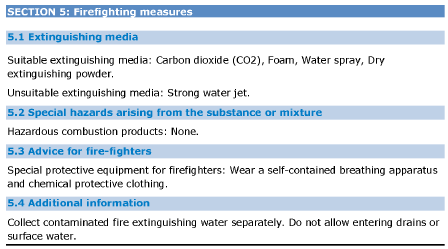 SECTION 5: Firefighting measures
5.1 Extinguishing media
Suitable extinguishing media: Carbon dioxide (CO2), Foam, Water spray, Dry
extinguishing powder.
Unsuitable extinguishing media: Strong water jet.
5.2 Special hazards arising from the substance or mixture
Hazardous combustion products: None.
5.3 Advice for fire-fighters
Special protective equipment for firefighters: Wear a self-contained breathing apparatus
and chemical protective clothing.
5.4 Additional information
Collect contaminated fire extinguishing water separately. Do not allow entering drains or
surface water.